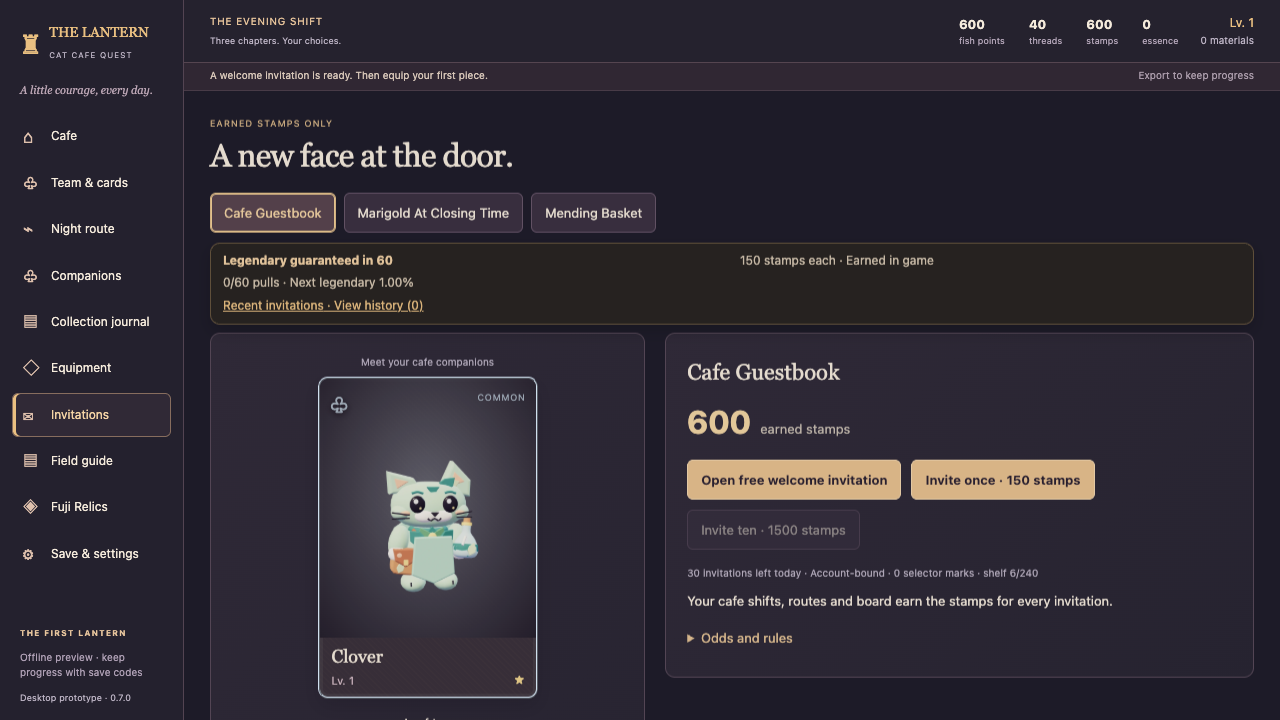 THE LANTERN
CAT CAFE QUEST
A little courage, every day.
Cafe
Team & cards
Night route
Companions
Collection journal
Equipment
Invitations
Field guide
Fuji Relics
Save & settings
THE FIRST LANTERN
Offline preview · keep
progress with save codes
Desktop prototype · 0.7.0
THE EVENING SHIFT
Three chapters. Your choices.
600
fish points
40
threads
600
stamps
0
essence
Lv. 1
0 materials
A welcome invitation is ready. Then equip your first piece.
Export to keep progress
EARNED STAMPS ONLY
A new face at the door.
Cafe Guestbook
Marigold At Closing Time
Mending Basket
Legendary guaranteed in 60
150 stamps each · Earned in game
0/60 pulls · Next legendary 1.00%
Recent invitations · View history (0)
Meet your cafe companions
COMMON
Clover
Lv. 1
Cafe Guestbook
600 earned stamps
Open free welcome invitation
Invite once · 150 stamps
Invite ten · 1500 stamps
30 invitations left today · Account-bound · 0 selector marks · shelf 6/240
Your cafe shifts, routes and board earn the stamps for every invitation.
Odds and rules